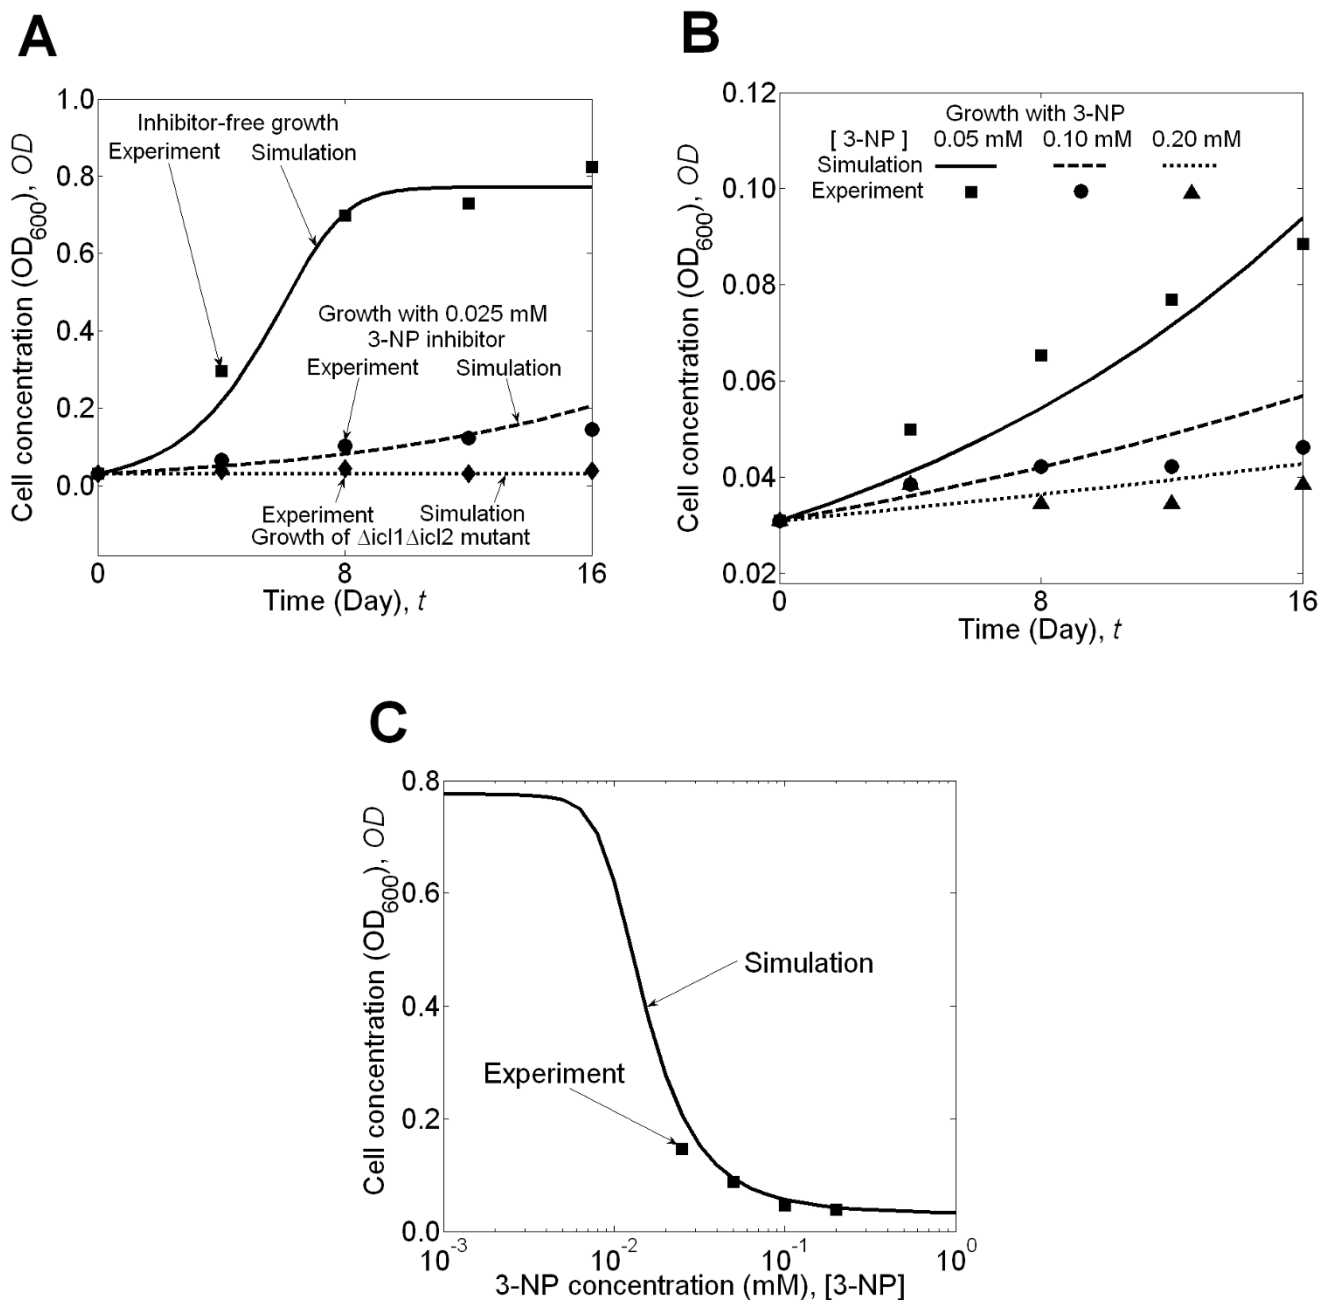 A
Cell concentration (OD600), OD
1.0
0.8
0.6
0.4
0.2
0.0
Inhibitor-free growth
Experiment
Simulation
Growth with 0.025 mM
3-NP inhibitor
Experiment
Simulation
Experiment
Simulation
Growth of Δicl1Δicl2 mutant
0
8
16
Time (Day), t
B
Cell concentration (OD600), OD
0.12
0.10
0.08
0.06
0.04
0.02
Growth with 3-NP
[ 3-NP ] 0.05 mM 0.10 mM 0.20 mM
Simulation
Experiment
0
8
16
Time (Day), t
C
Cell concentration (OD600), OD
0.8
0.6
0.4
0.2
0.0
Simulation
Experiment
10-3
10-2
10-1
100
3-NP concentration (mM), [3-NP]